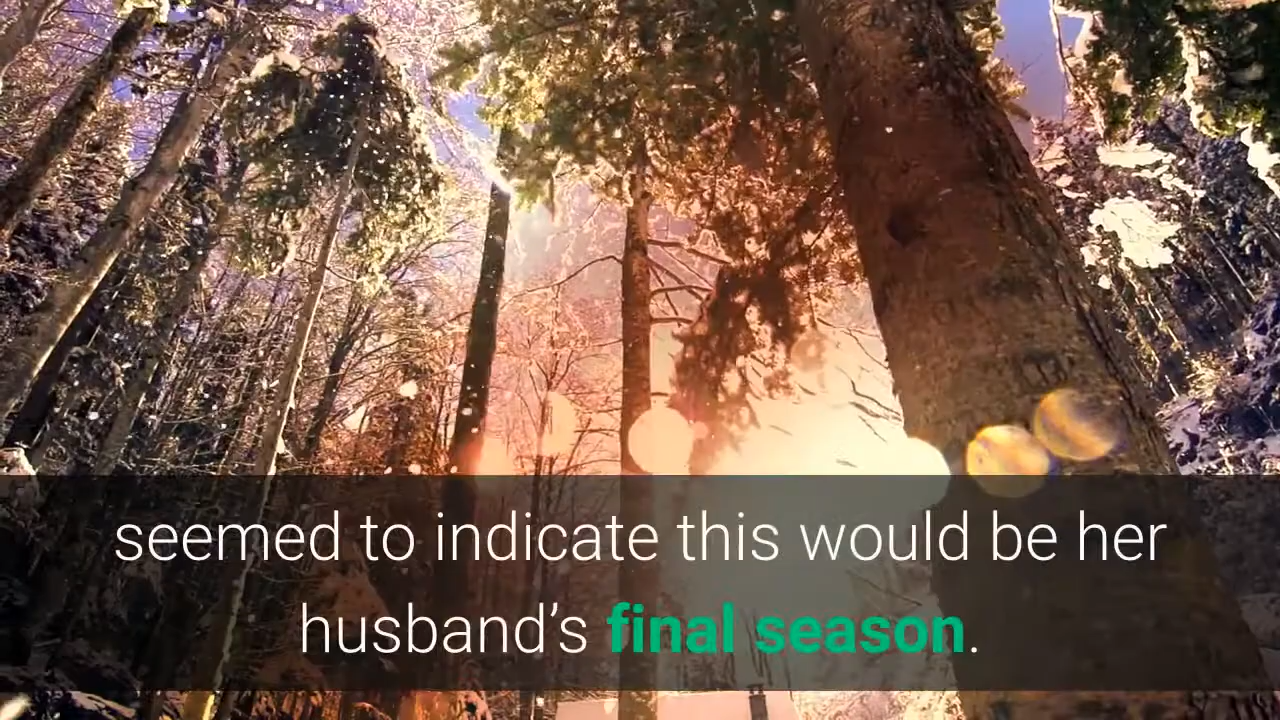 seemed to indicate this would be her
husband’s final season.